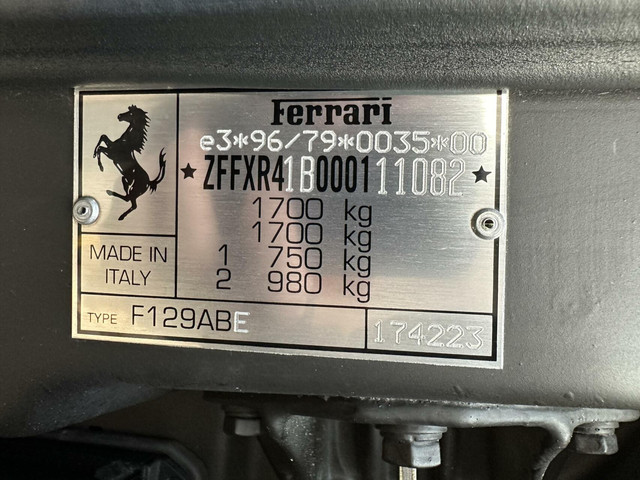 Ferrari
e3*96/79*0035*00
★ZFFXR41B000111082★
1700 kg
1700 kg
1 750 kg
2 980 kg
MADE IN
ITALY
TYPE F129ABE
174223